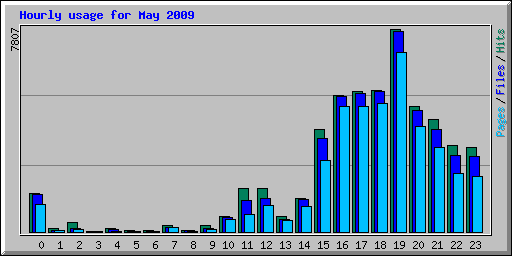 Hourly usage for May 2009
7807
Pages / Files / Hits
0 1 2 3 4 5 6 7 8 9 10 11 12 13 14 15 16 17 18 19 20 21 22 23